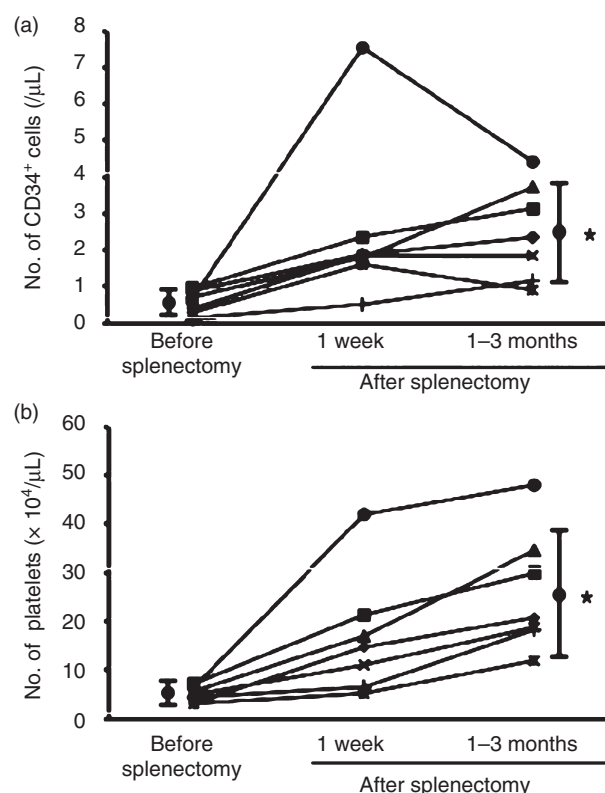 (a)
No. of CD34⁺ cells (/μL)
8
7
6
5
4
3
2
1
0
Before splenectomy
1 week
1–3 months
After splenectomy
(b)
No. of platelets (× 10⁴/μL)
60
50
40
30
20
10
0
Before splenectomy
1 week
1–3 months
After splenectomy